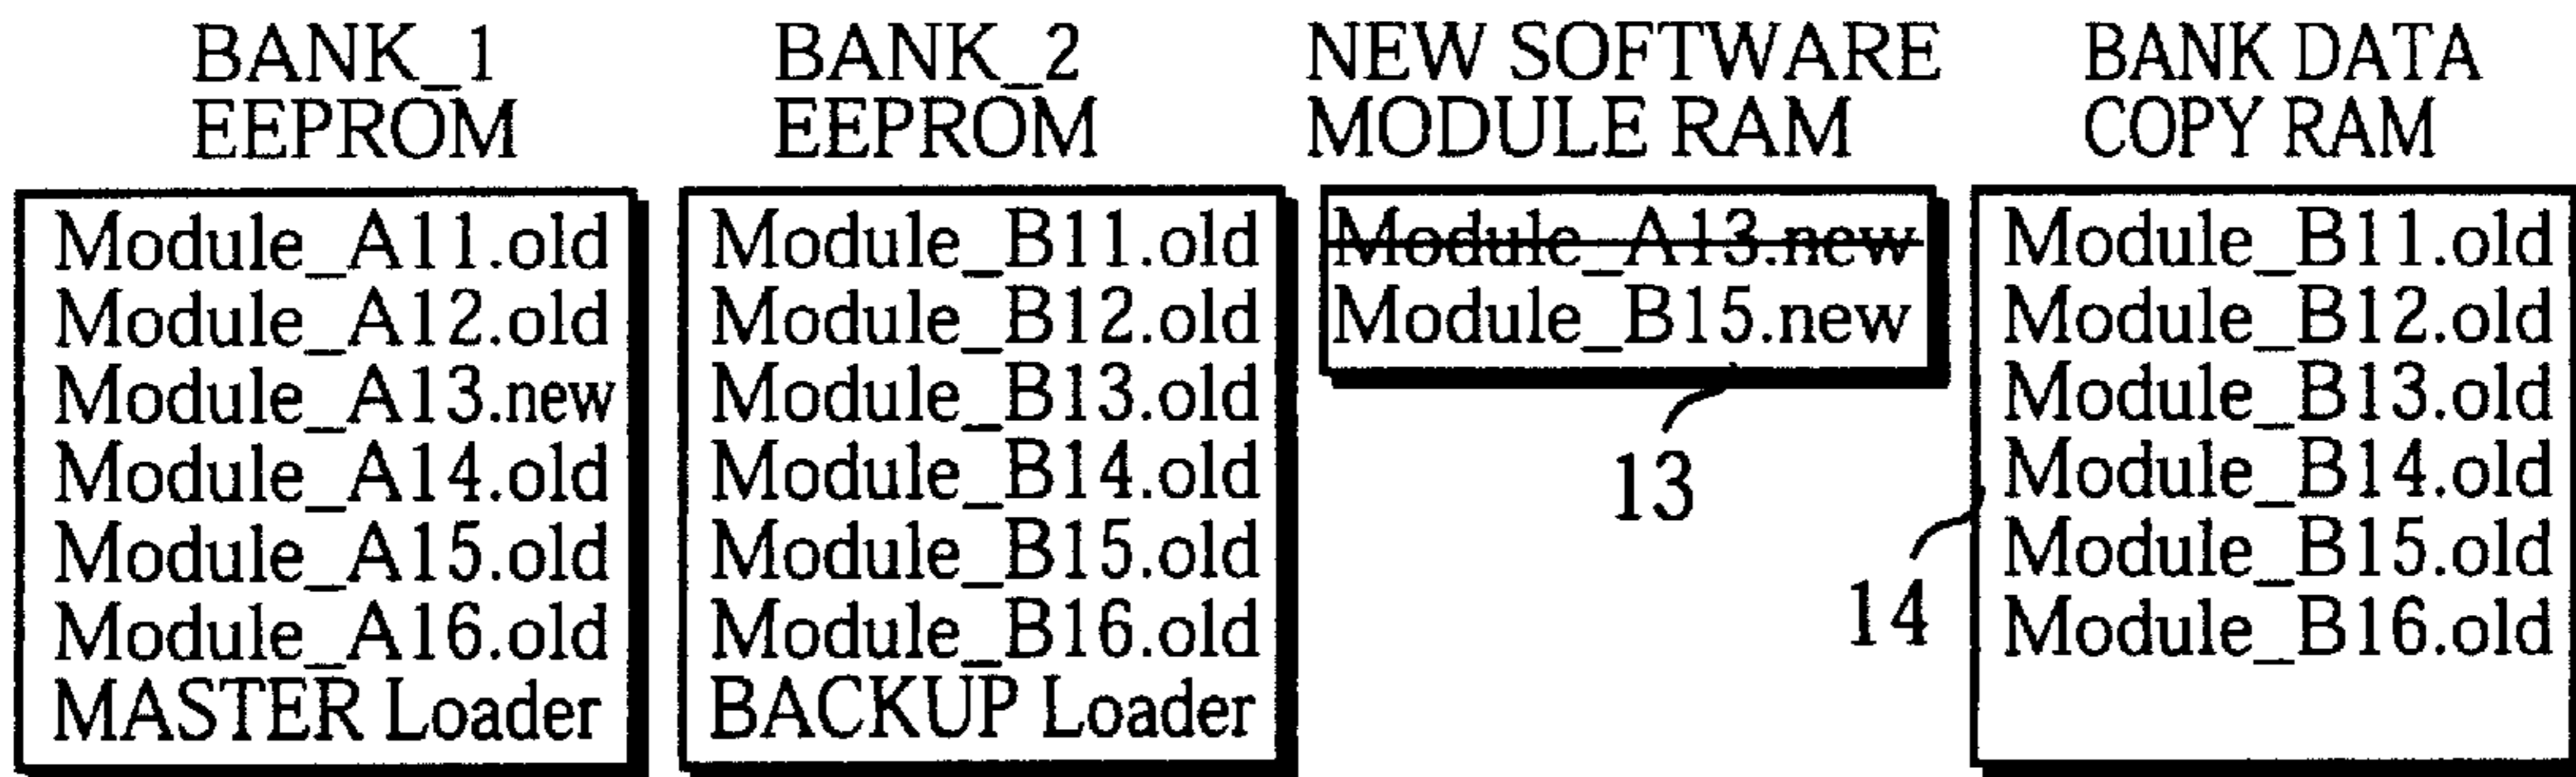 BANK_1
EEPROM
Module_A11.old
Module_A12.old
Module_A13.new
Module_A14.old
Module_A15.old
Module_A16.old
MASTER Loader
BANK_2
EEPROM
Module_B11.old
Module_B12.old
Module_B13.old
Module_B14.old
Module_B15.old
Module_B16.old
BACKUP Loader
NEW SOFTWARE
MODULE RAM
Module_A13.new
Module_B15.new
13
BANK DATA
COPY RAM
Module_B11.old
Module_B12.old
Module_B13.old
Module_B14.old
Module_B15.old
Module_B16.old
14